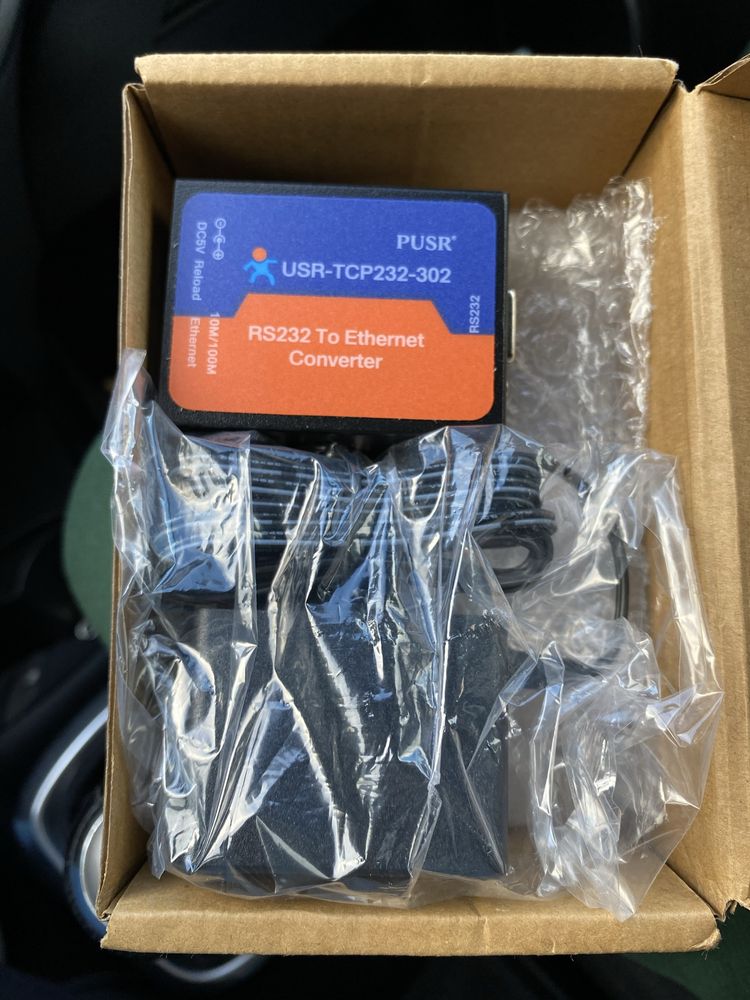 PUSR®
USR-TCP232-302
RS232 To Ethernet
Converter
DC5V Reload
10M/100M
Ethernet
RS232